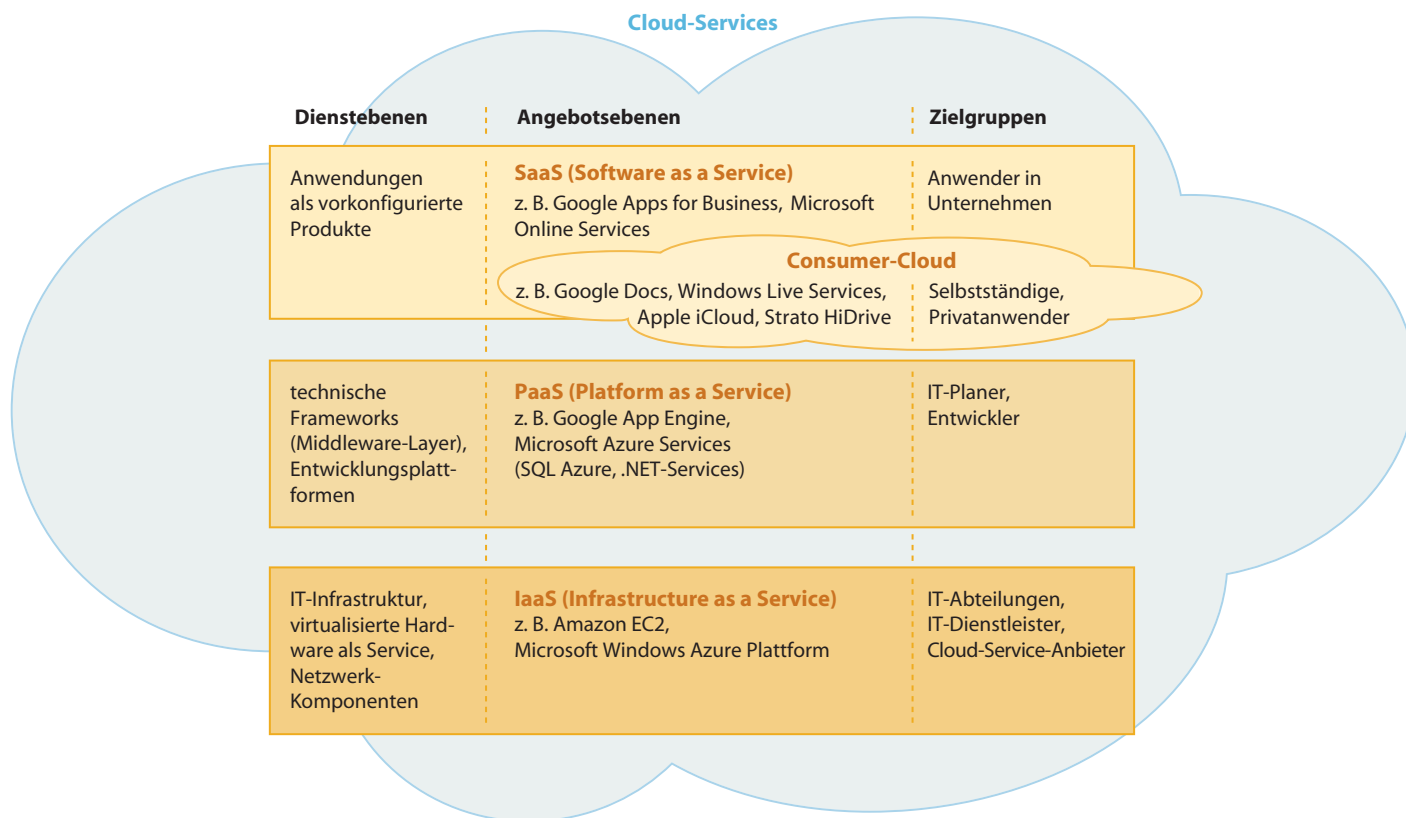 Cloud-Services
Dienstebenen
Angebotsebenen
Zielgruppen
Anwendungen
als vorkonfigurierte
Produkte
SaaS (Software as a Service)
z. B. Google Apps for Business, Microsoft
Online Services
Anwender in
Unternehmen
Consumer-Cloud
z. B. Google Docs, Windows Live Services,
Apple iCloud, Strato HiDrive
Selbstständige,
Privatanwender
technische
Frameworks
(Middleware-Layer),
Entwicklungsplatt-
formen
PaaS (Platform as a Service)
z. B. Google App Engine,
Microsoft Azure Services
(SQL Azure, .NET-Services)
IT-Planer,
Entwickler
IT-Infrastruktur,
virtualisierte Hard-
ware als Service,
Netzwerk-
Komponenten
IaaS (Infrastructure as a Service)
z. B. Amazon EC2,
Microsoft Windows Azure Plattform
IT-Abteilungen,
IT-Dienstleister,
Cloud-Service-Anbieter